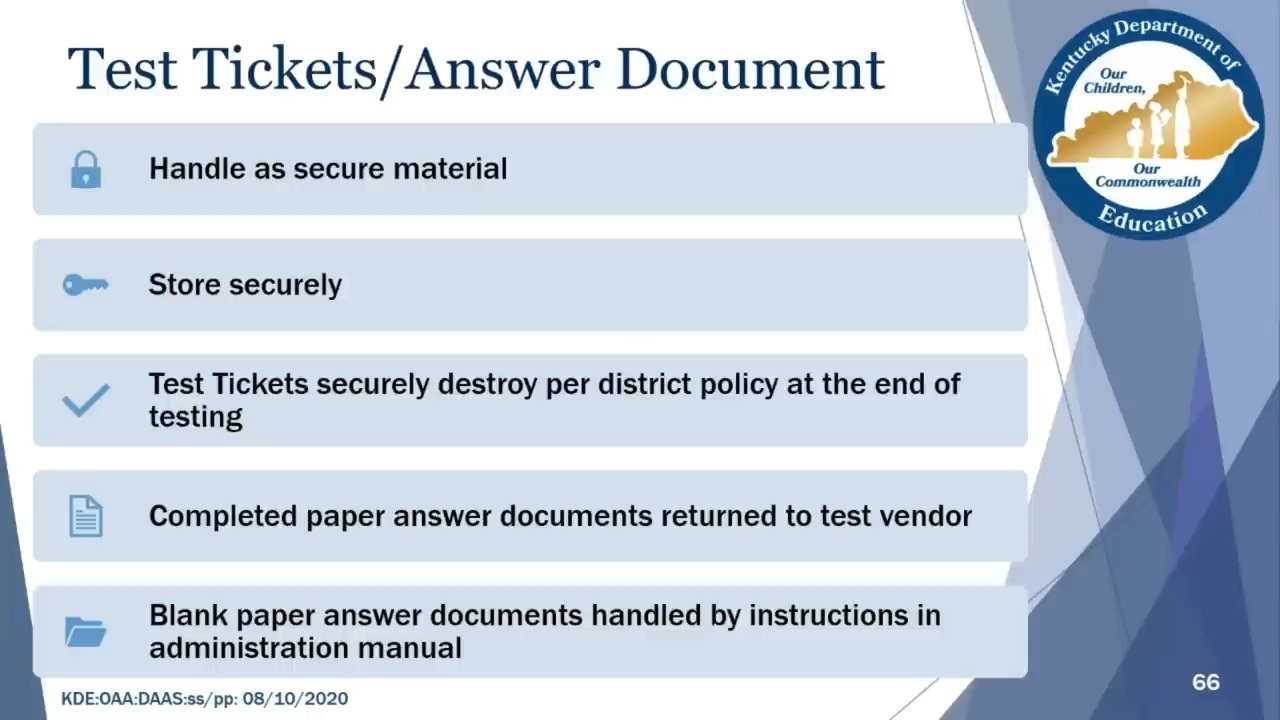 Test Tickets/Answer Document
Kentucky Department of
Our
Children,
Our
Commonwealth
Education
Handle as secure material
Store securely
Test Tickets securely destroy per district policy at the end of
testing
Completed paper answer documents returned to test vendor
Blank paper answer documents handled by instructions in
administration manual
KDE:OAA:DAAS:ss/pp: 08/10/2020
66